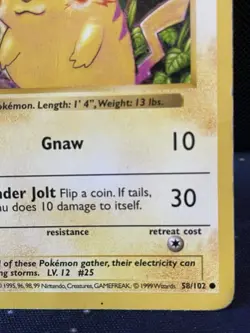 okémon. Length: 1' 4", Weight: 13 lbs.
Gnaw 10
nder Jolt Flip a coin. If tails,
u does 10 damage to itself. 30
resistance retreat cost
l of these Pokémon gather, their electricity can
ng storms. LV. 12 #25
1995, 96, 98, 99 Nintendo, Creatures, GAMEFREAK. © 1999 Wizards. 58/102